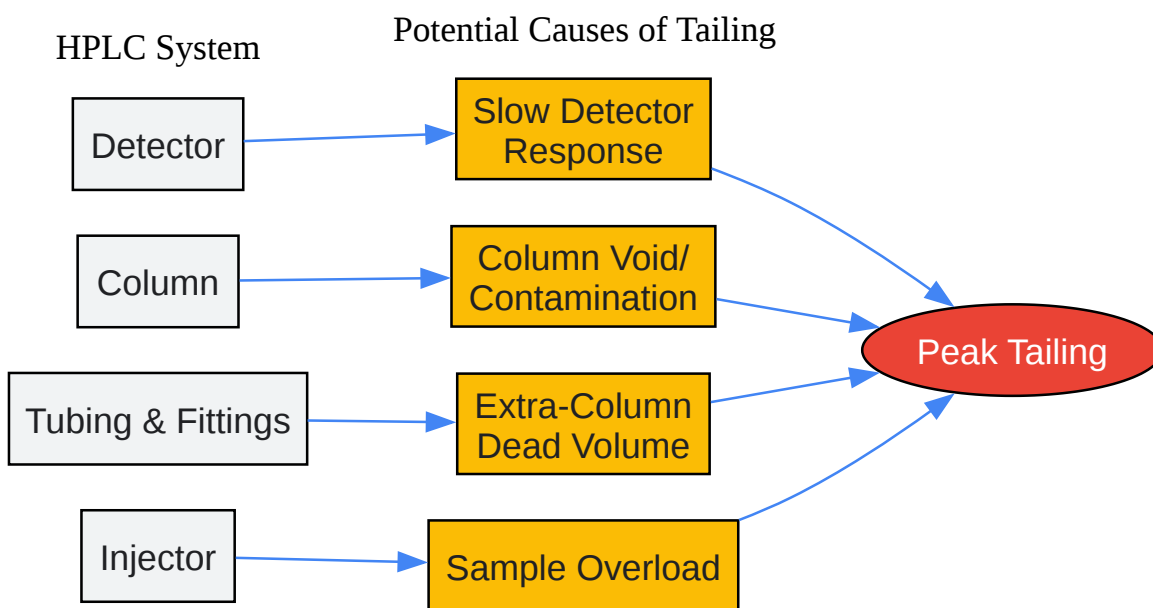 HPLC System
Potential Causes of Tailing
Detector
Slow Detector
Response
Column
Column Void/
Contamination
Tubing & Fittings
Extra-Column
Dead Volume
Injector
Sample Overload
Peak Tailing